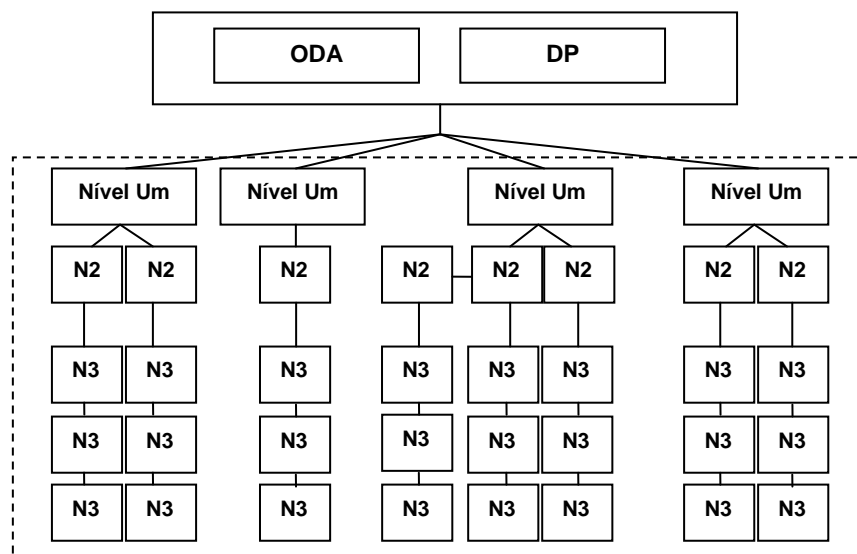 ODA DP
Nível Um Nível Um Nível Um Nível Um
N2 N2 N2 N2 N2 N2 N2 N2
N3 N3 N3 N3 N3 N3 N3 N3
N3 N3 N3 N3 N3 N3 N3 N3
N3 N3 N3 N3 N3 N3 N3 N3